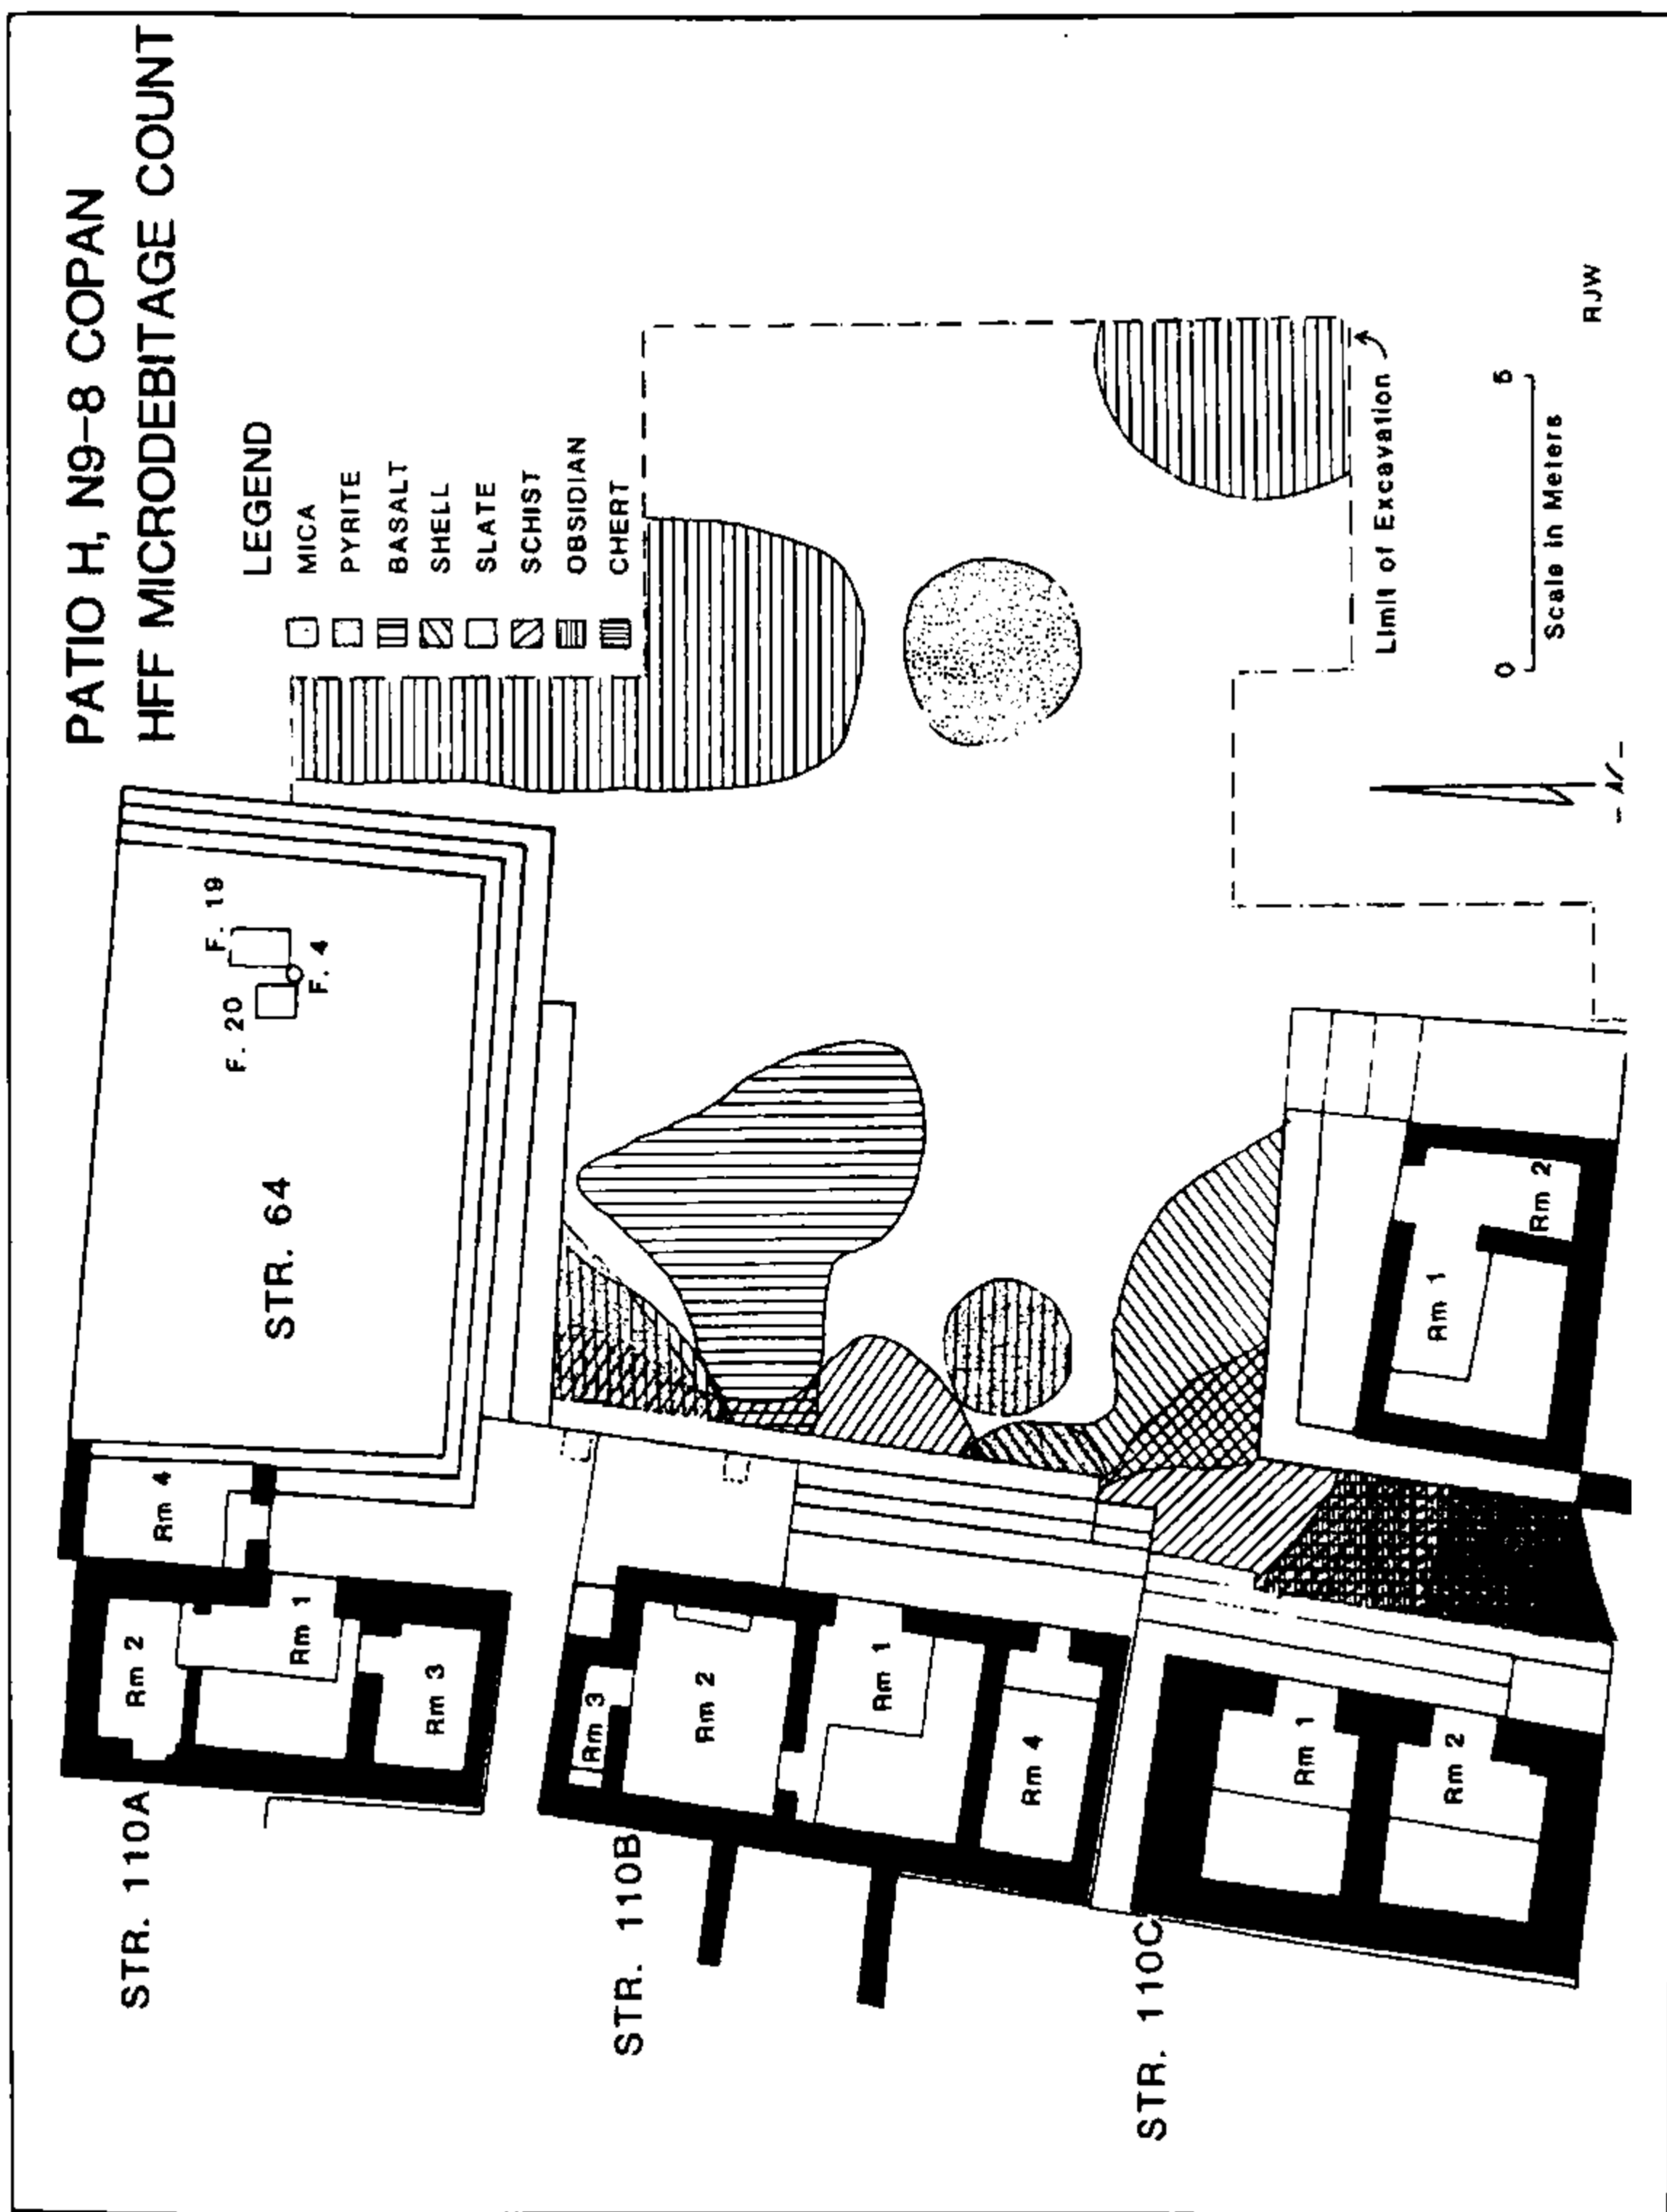 PATIO H, N9-8 COPAN
HFF MICRODEBITAGE COUNT
LEGEND
MICA
PYRITE
BASALT
SHELL
SLATE
SCHIST
OBSIDIAN
CHERT
STR. 110A
Rm 2
Rm 4
Rm 1
Rm 3
STR. 64
F. 20
F. 19
F. 4
STR. 110B
Rm 3
Rm 2
Rm 1
Rm 4
STR. 110C
Rm 1
Rm 2
Rm 1
Rm 2
Limit of Excavation
0 5
Scale in Meters
N
RJW